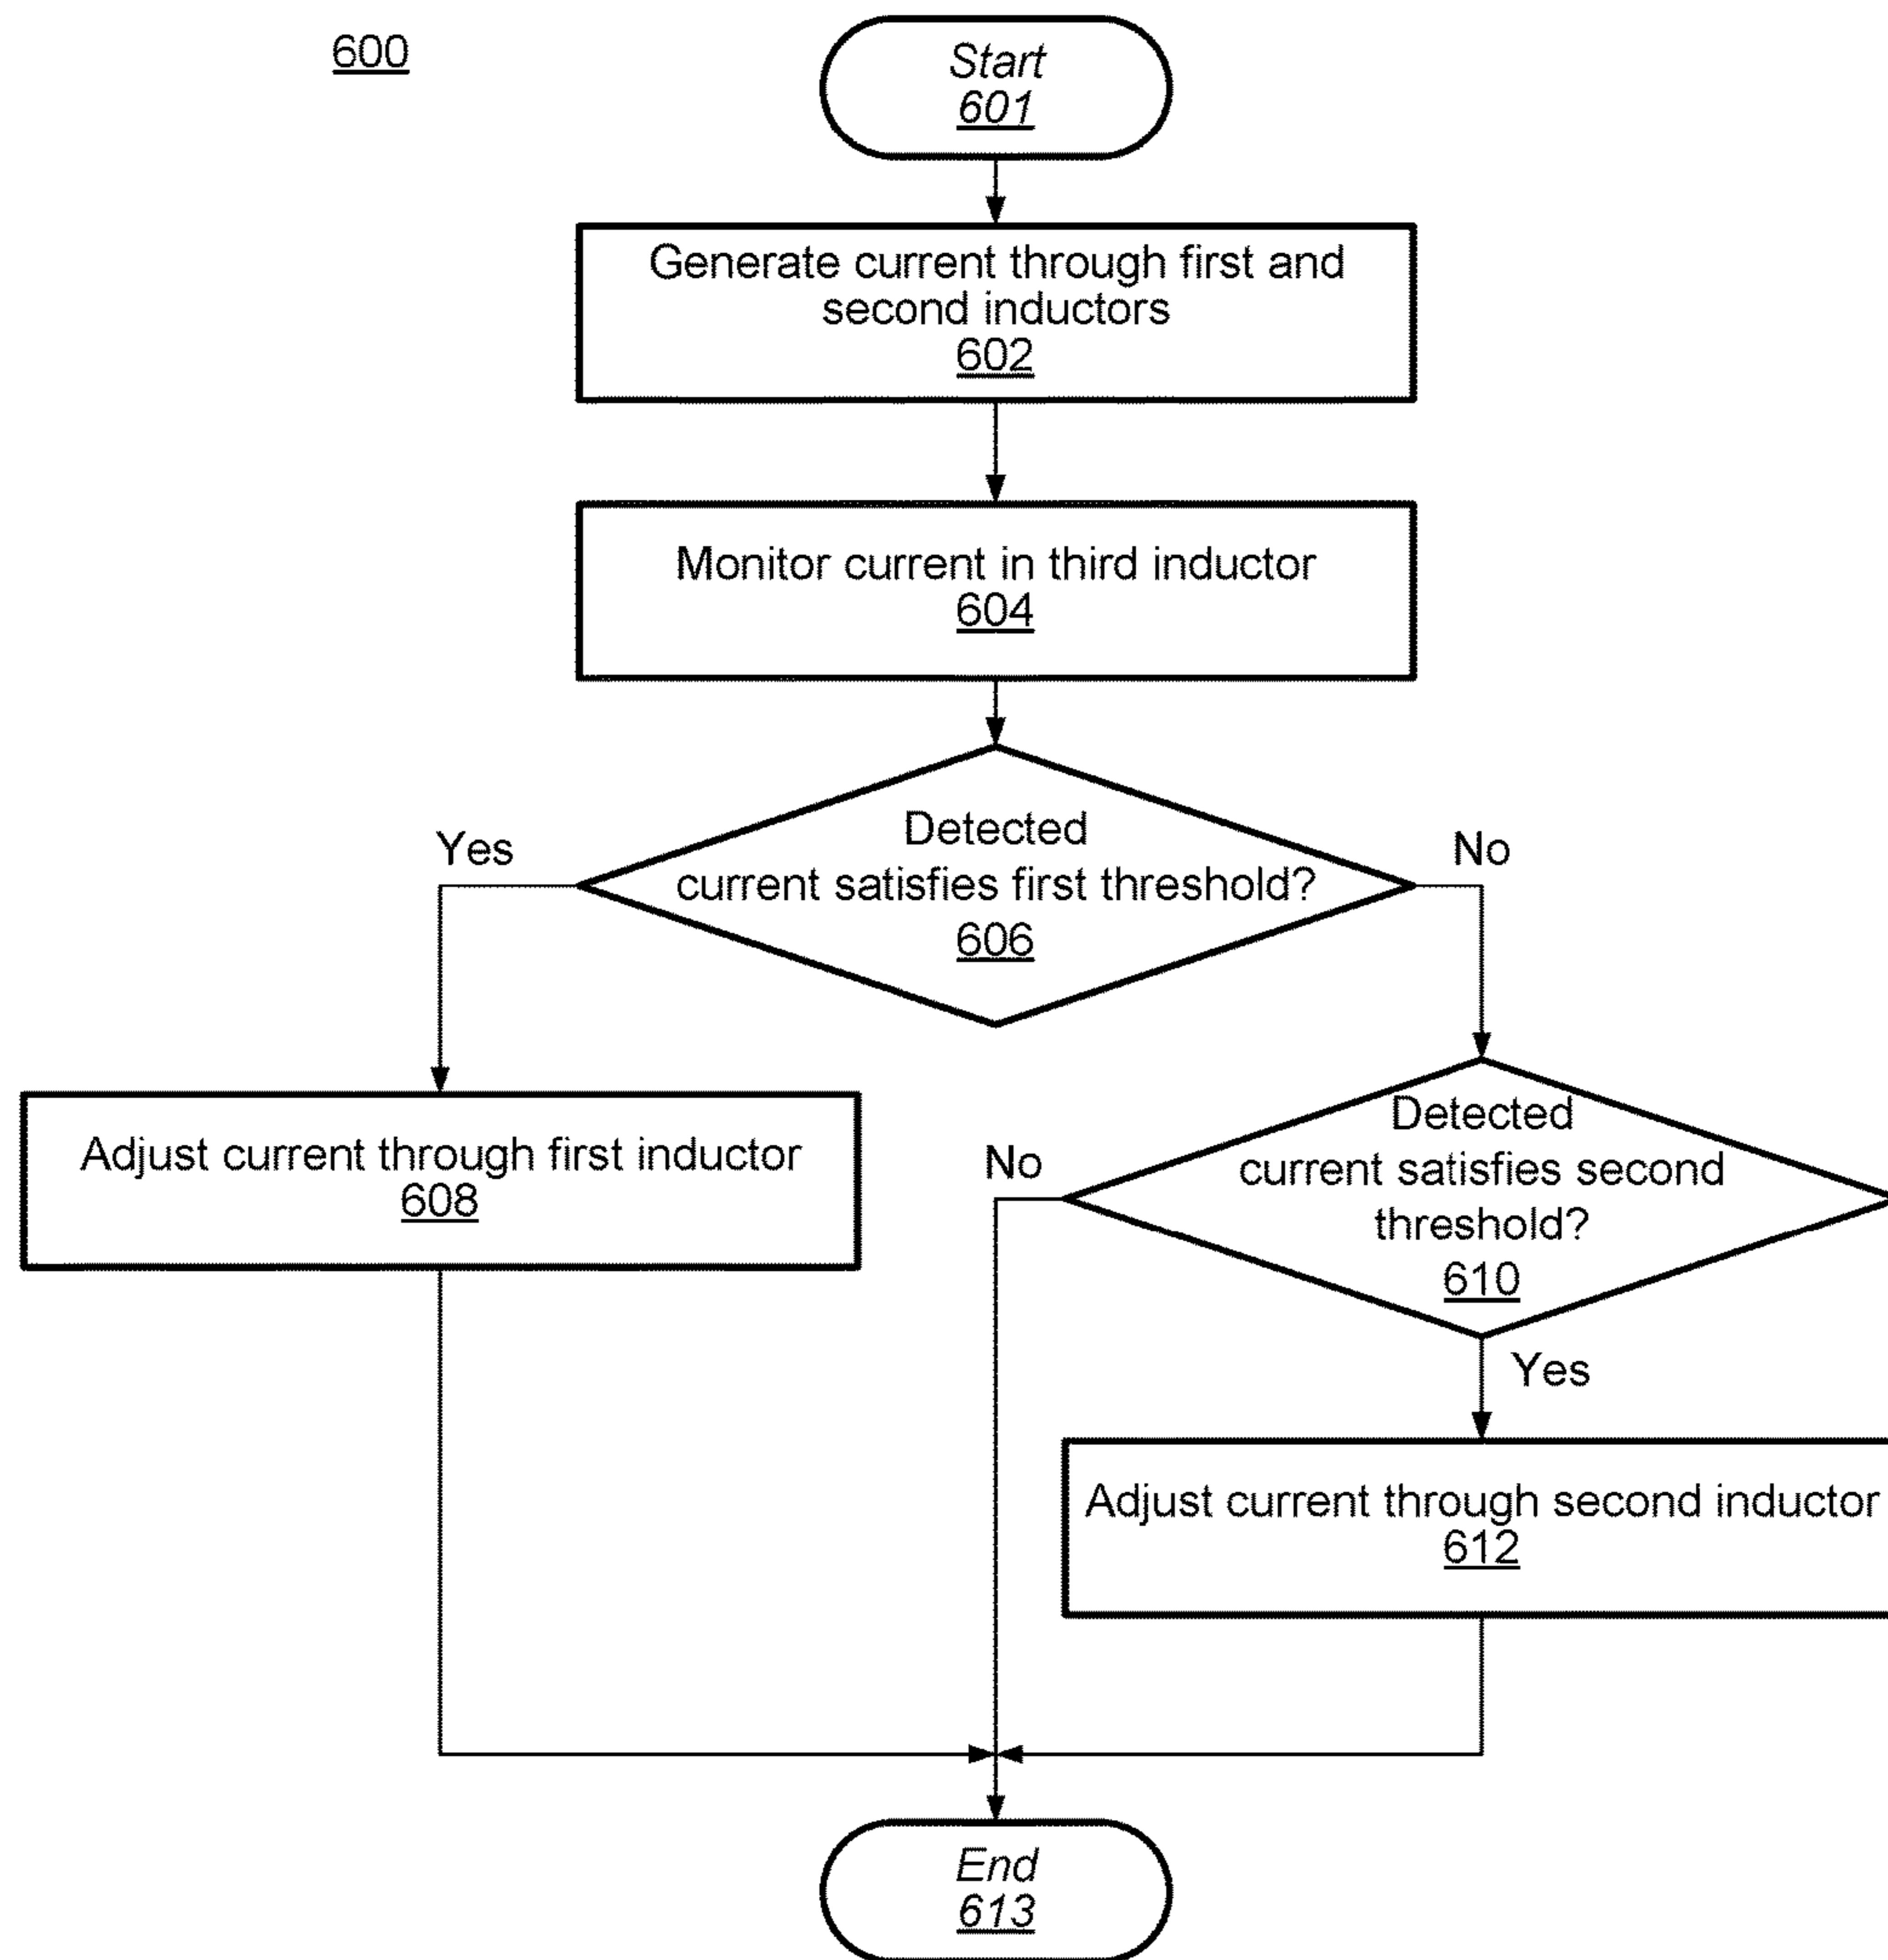 600
Start
601
Generate current through first and
second inductors
602
Monitor current in third inductor
604
Detected
current satisfies first threshold?
606
Yes
No
Adjust current through first inductor
608
Detected
current satisfies second
threshold?
610
No
Yes
Adjust current through second inductor
612
End
613